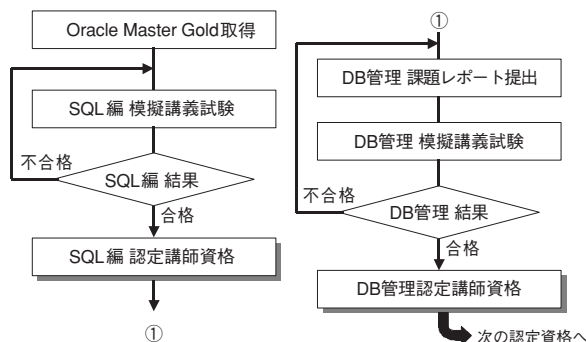 Oracle Master Gold取得
SQL編 模擬講義試験
不合格
SQL編 結果
合格
SQL編 認定講師資格
①
①
DB管理 課題レポート提出
DB管理 模擬講義試験
不合格
DB管理 結果
合格
DB管理認定講師資格
次の認定資格へ